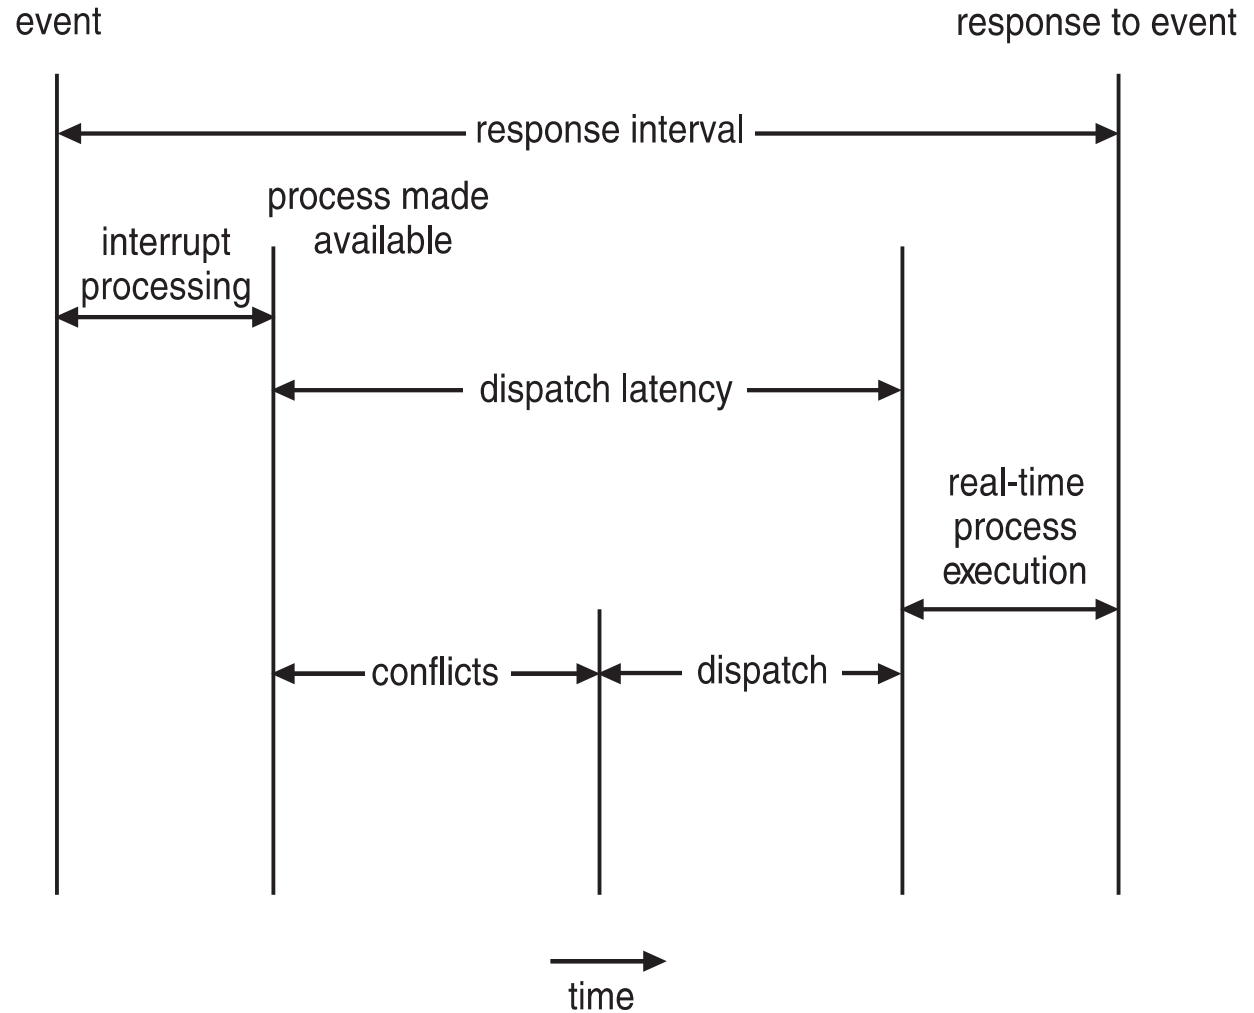 event
response to event
response interval
process made
available
interrupt
processing
dispatch latency
real-time
process
execution
conflicts
dispatch
time